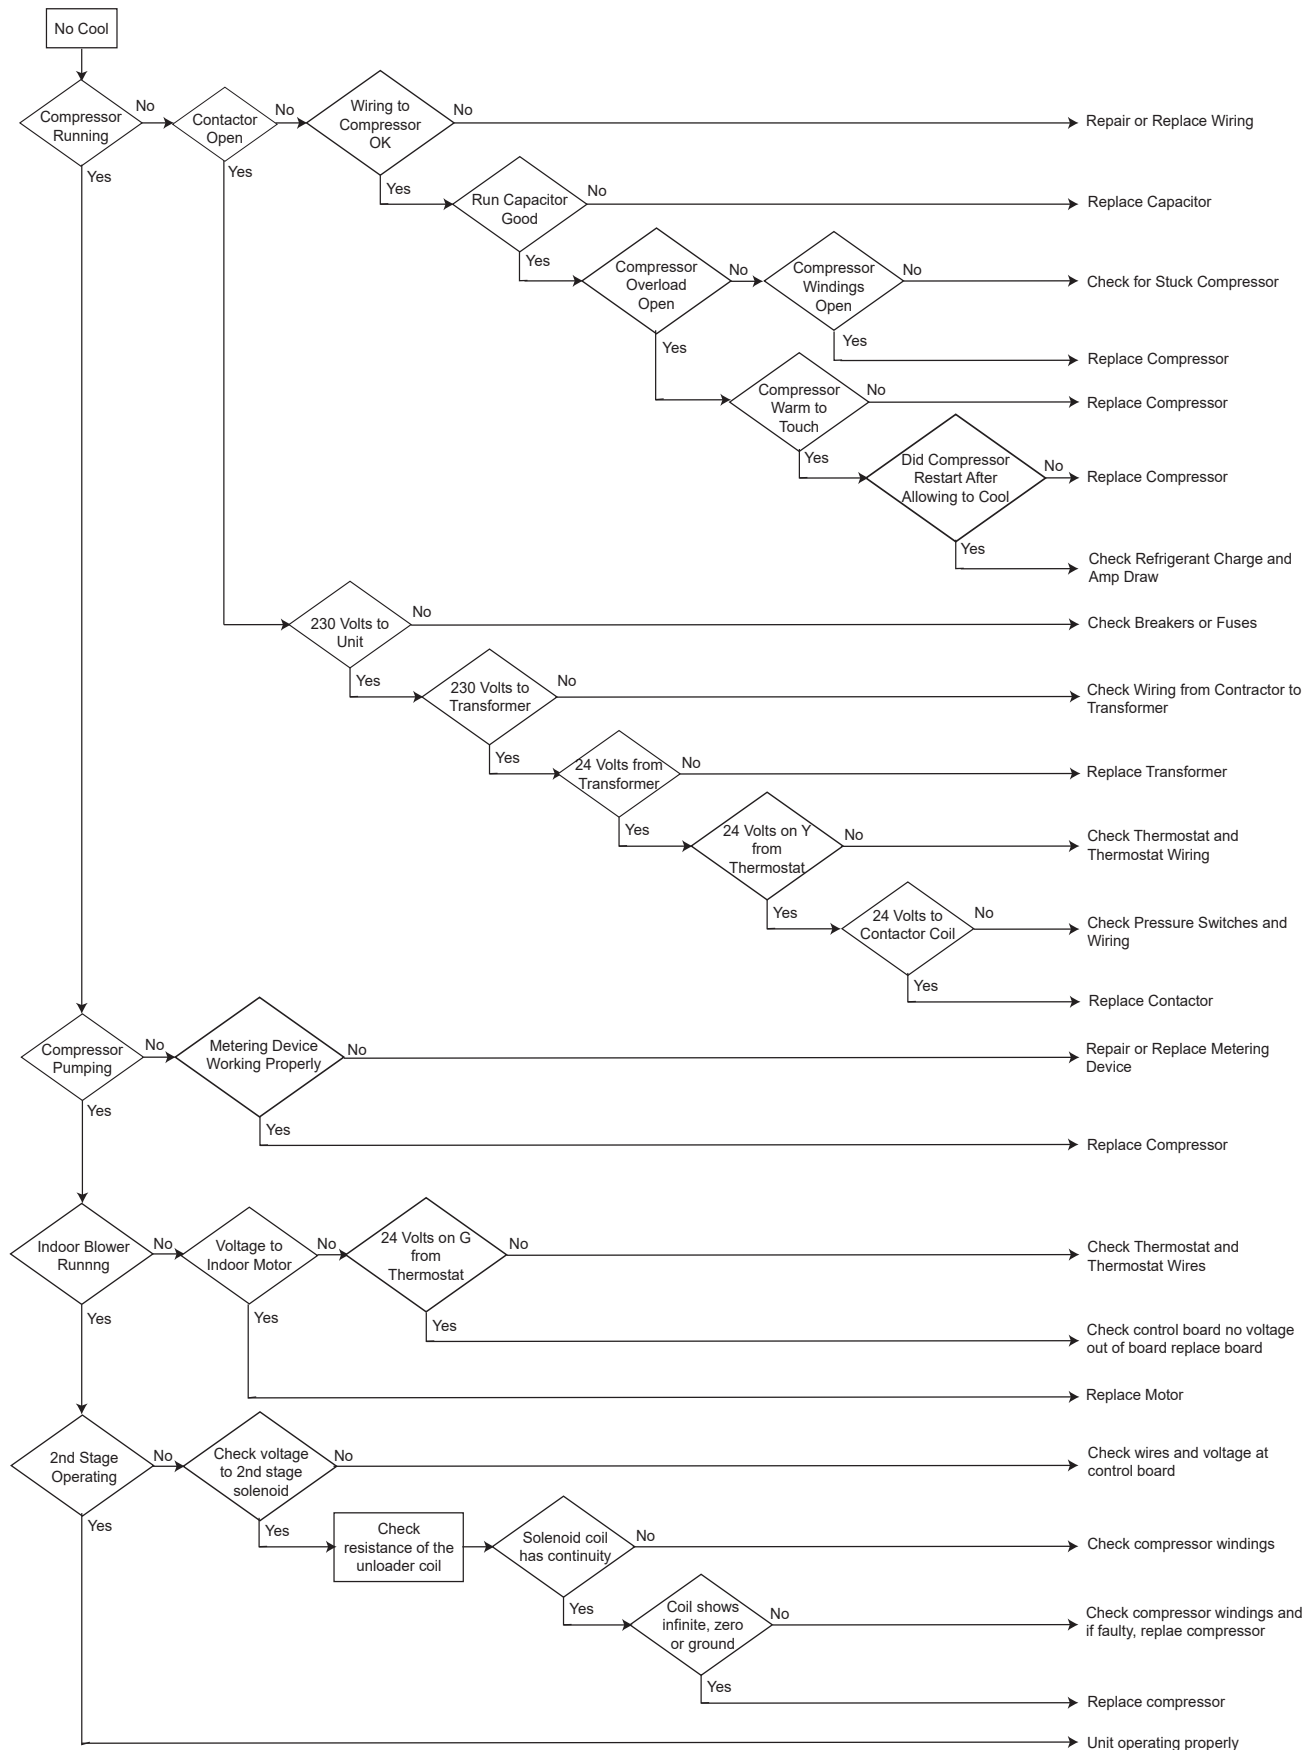 No Cool
Compressor
Running
No
Yes
Contactor
Open
No
Yes
Wiring to
Compressor
OK
No
Yes
Repair or Replace Wiring
Run Capacitor
Good
No
Yes
Replace Capacitor
Compressor
Overload
Open
No
Yes
Compressor
Windings
Open
No
Yes
Check for Stuck Compressor
Replace Compressor
Compressor
Warm to
Touch
No
Yes
Replace Compressor
Did Compressor
Restart After
Allowing to Cool
No
Yes
Replace Compressor
Check Refrigerant Charge and
Amp Draw
230 Volts to
Unit
No
Yes
Check Breakers or Fuses
230 Volts to
Transformer
No
Yes
Check Wiring from Contractor to
Transformer
24 Volts from
Transformer
No
Yes
Replace Transformer
24 Volts on Y
from
Thermostat
No
Yes
Check Thermostat and
Thermostat Wiring
24 Volts to
Contactor Coil
No
Yes
Check Pressure Switches and
Wiring
Replace Contactor
Compressor
Pumping
No
Yes
Metering Device
Working Properly
No
Yes
Repair or Replace Metering
Device
Replace Compressor
Indoor Blower
Runnng
No
Yes
Voltage to
Indoor Motor
No
Yes
24 Volts on G
from
Thermostat
No
Yes
Check Thermostat and
Thermostat Wires
Check control board no voltage
out of board replace board
Replace Motor
2nd Stage
Operating
No
Yes
Check voltage
to 2nd stage
solenoid
No
Yes
Check wires and voltage at
control board
Check
resistance of the
unloader coil
Solenoid coil
has continuity
No
Yes
Check compressor windings
Coil shows
infinite, zero
or ground
No
Yes
Check compressor windings and
if faulty, replae compressor
Replace compressor
Unit operating properly